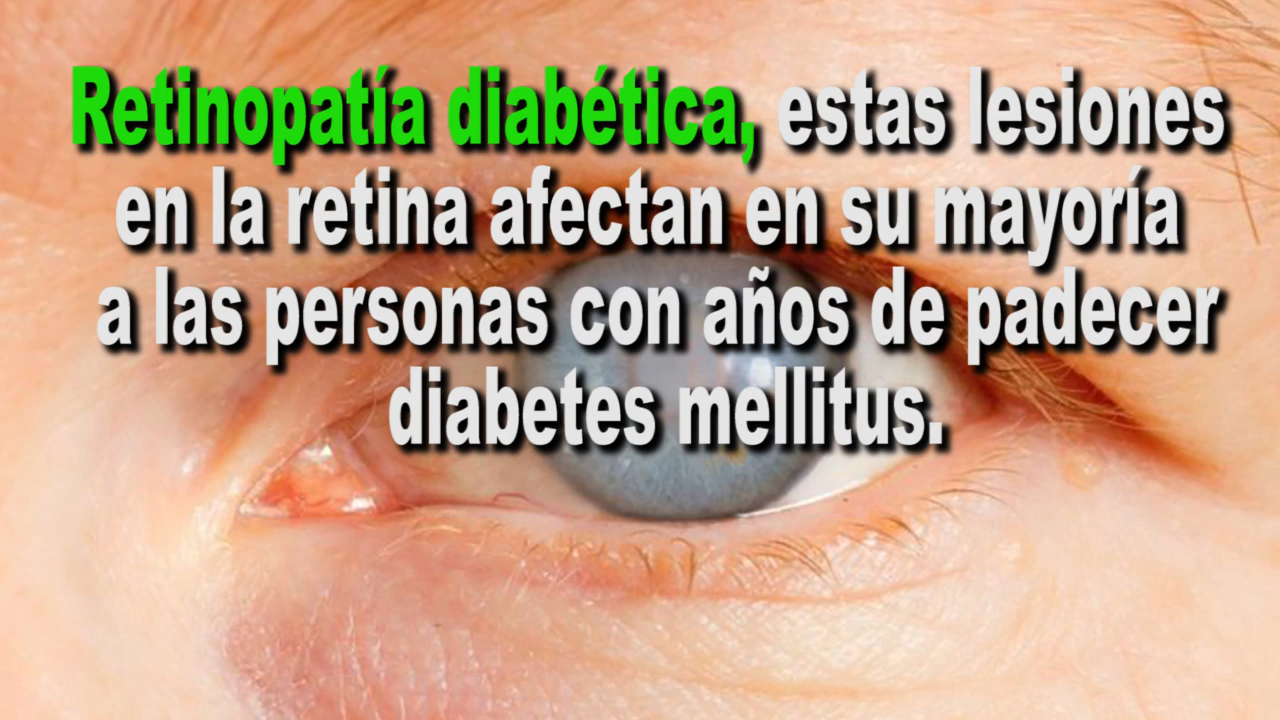 Retinopatía diabética, estas lesiones
en la retina afectan en su mayoría
a las personas con años de padecer
diabetes mellitus.